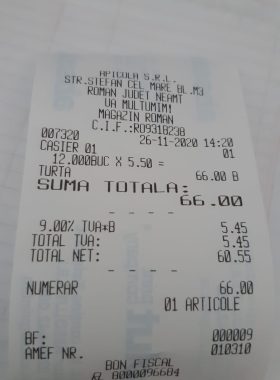 APICOLA S.R.L.
STR.STEFAN CEL MARE BL.M3
ROMAN JUDET NEAMT
VA MULTUMIM!
MAGAZIN ROMAN
C.I.F.:RO9318238
007320 26-11-2020 14:20
CASIER 01 01
12.000BUC X 5.50 =
TURTA 66.00 B
SUMA TOTALA:
66.00
- - - -
9.00% TVA*B 5.45
TOTAL TVA: 5.45
TOTAL NET: 60.55
- - - -
NUMERAR 66.00
01 ARTICOLE
- - - -
BF: 000009
AMEF NR. 010310
BON FISCAL
8000096684